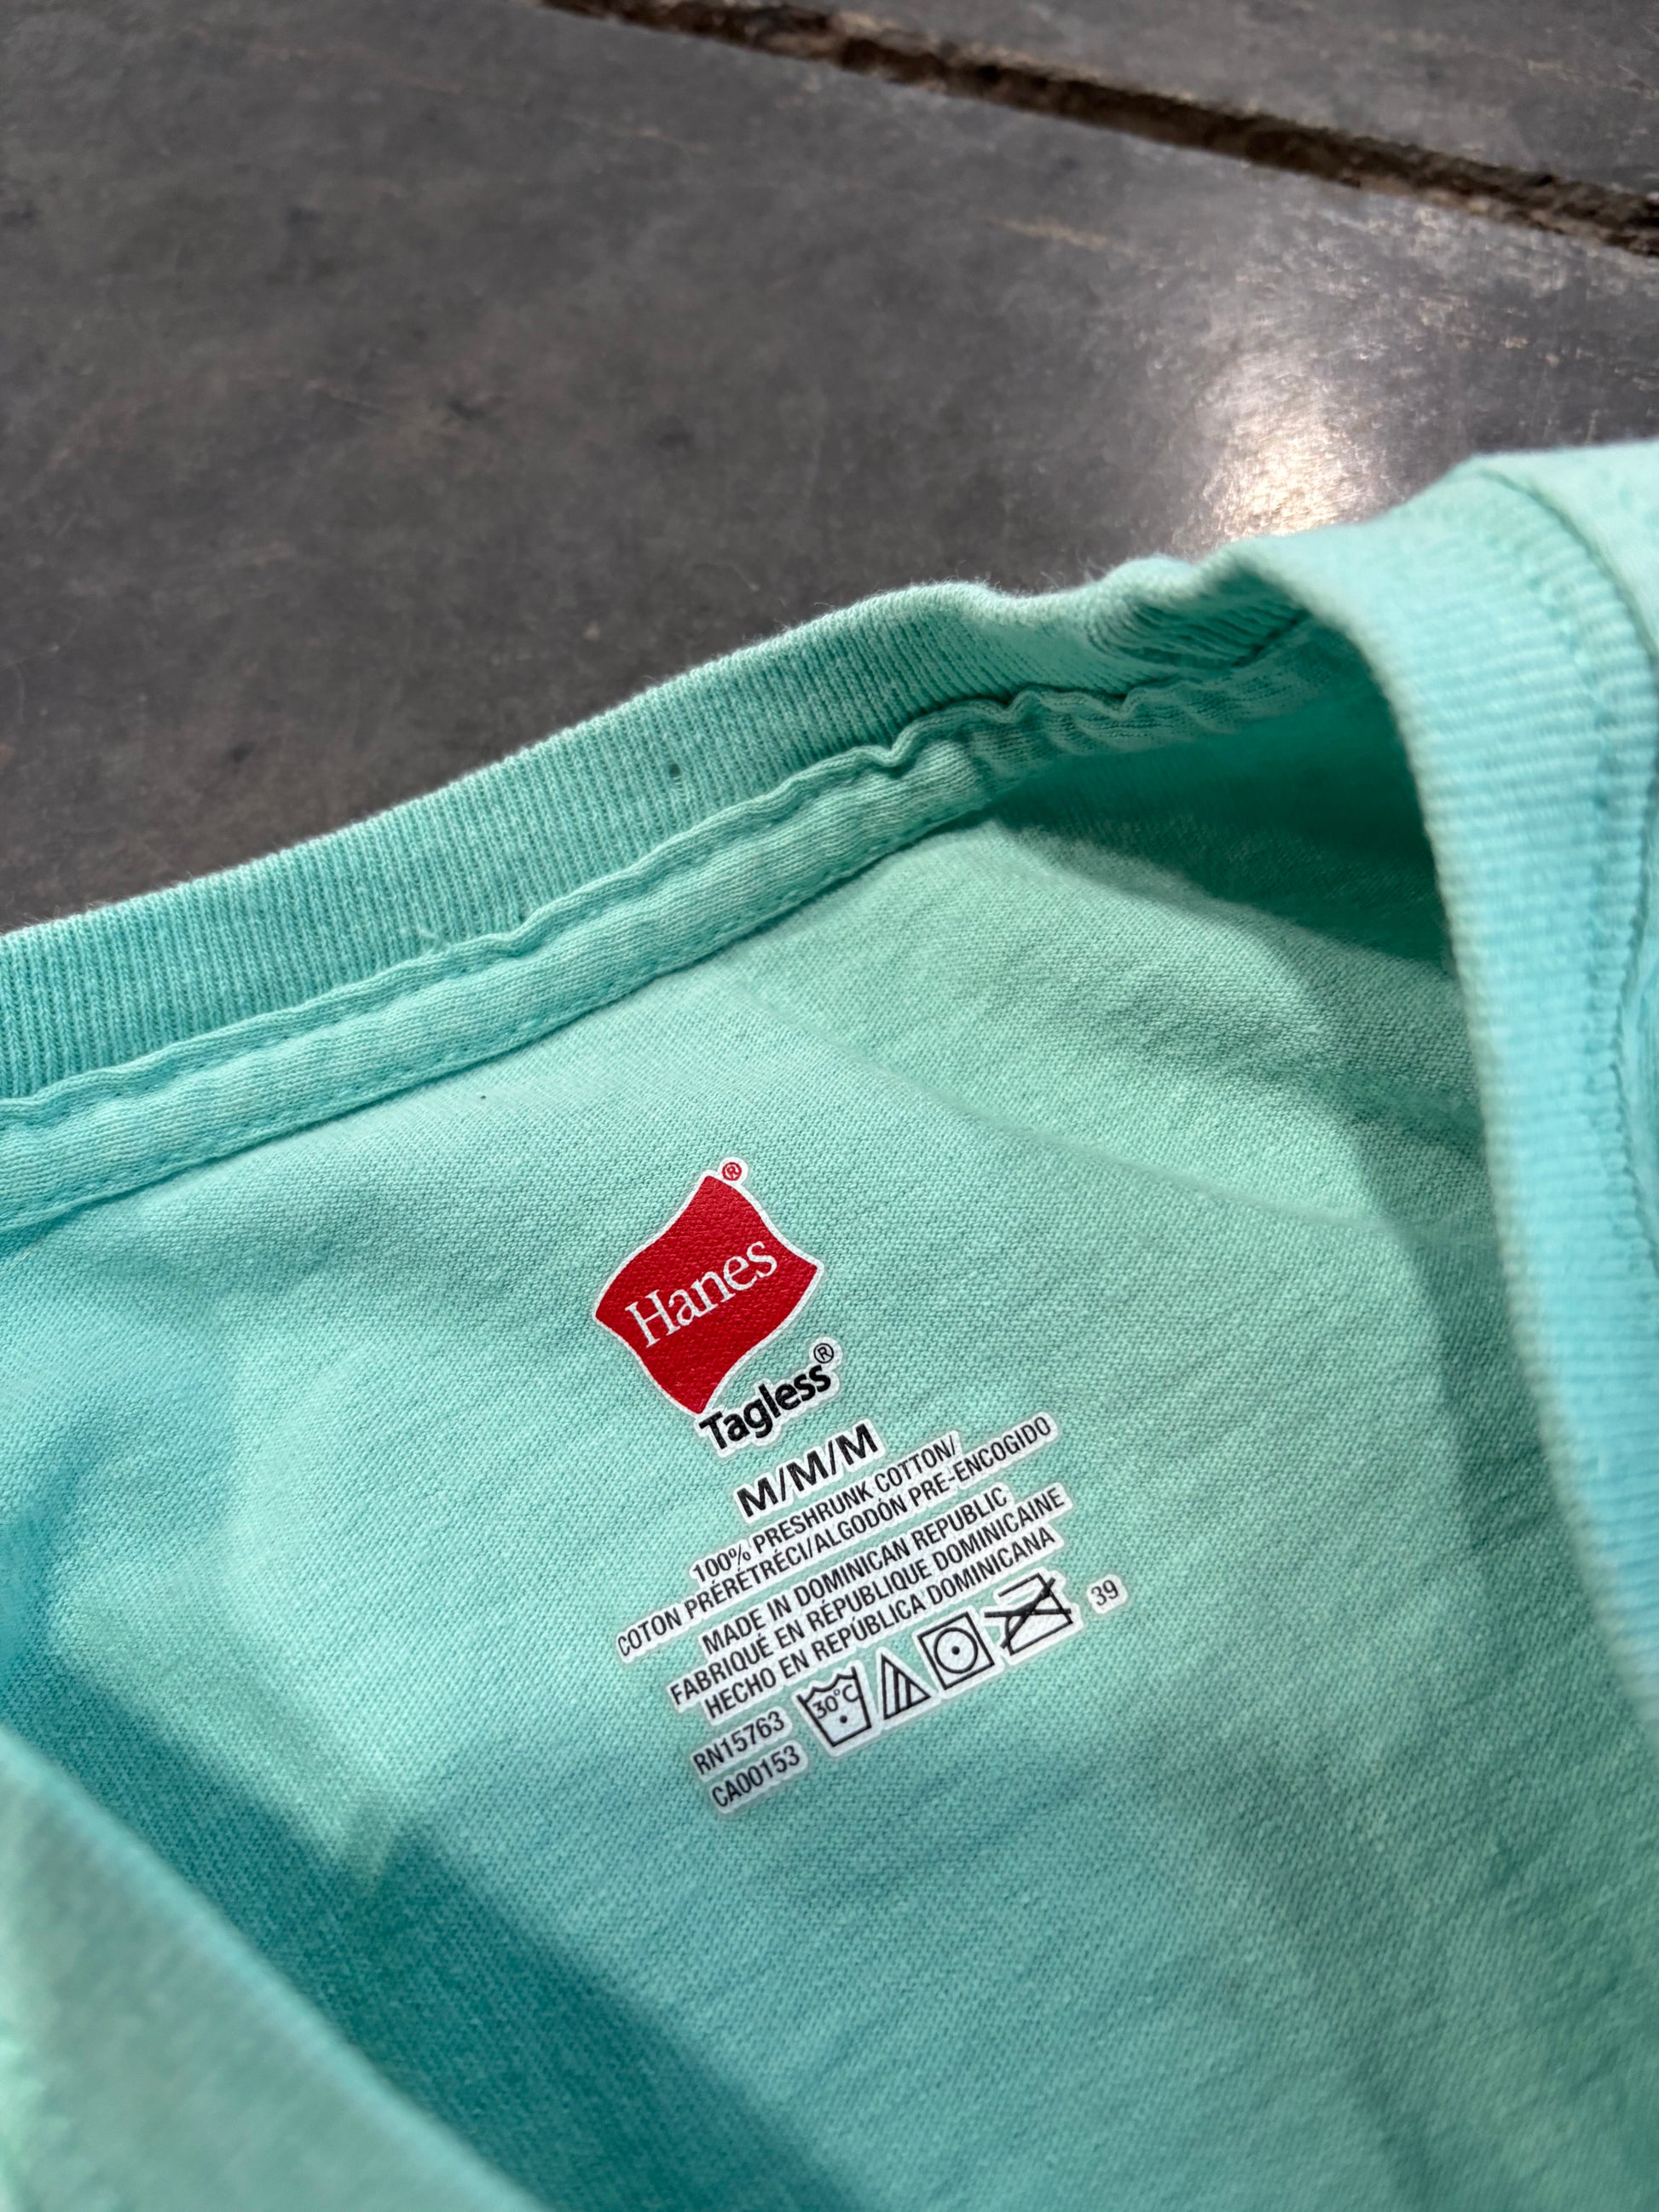 Hanes®
Tagless®
M/M/M
100% PRESHRUNK COTTON/
COTON PRÉRÉTRÉCI/ALGODÓN PRE-ENCOGIDO
MADE IN DOMINICAN REPUBLIC
FABRIQUÉ EN RÉPUBLIQUE DOMINICAINE
HECHO EN REPÚBLICA DOMINICANA
RN15763 30°C 39
CA00153